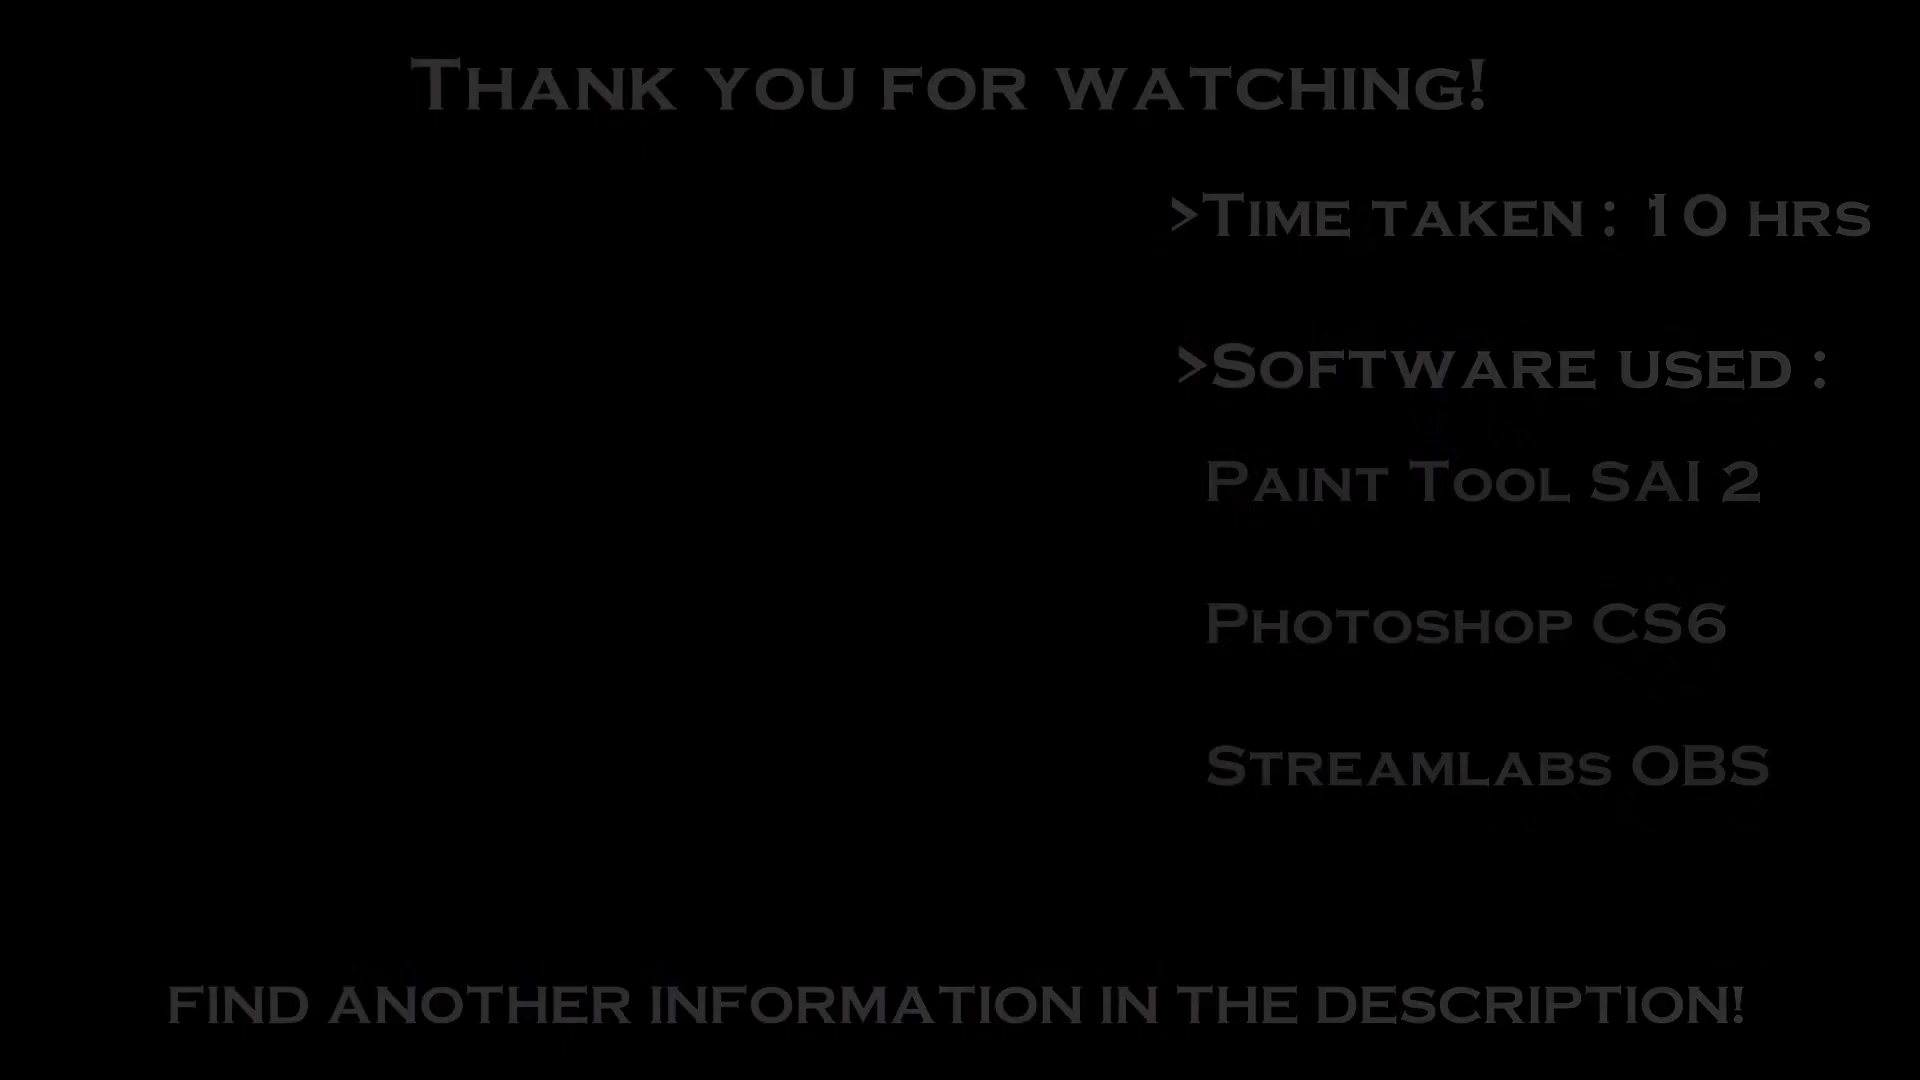 Thank you for watching!
>Time taken : 10 hrs
>Software used :
Paint Tool SAI 2
Photoshop CS6
Streamlabs OBS
find another information in the description!